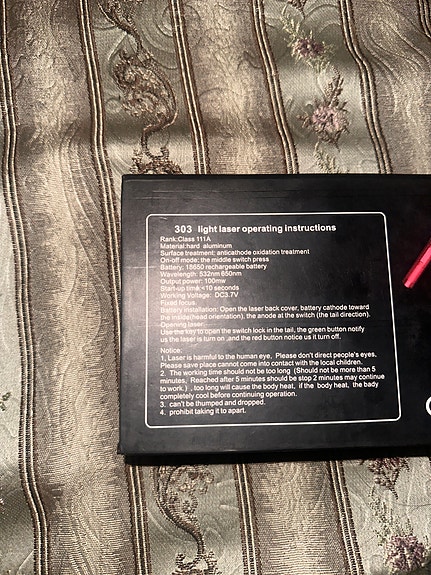 303 light laser operating instructions
Rank:Class 111A
Material:hard aluminum
Surface treatment: anticathode oxidation treatment
On-off mode: the middle switch press
Battery: 18650 rechargeable battery
Wavelength: 532nm 650nm
Output power: 100mw
Start-up time:<10 seconds
Working Voltage: DC3.7V
Fixed focus
Battery installation: Open the laser back cover, battery cathode toward
the inside(head orientation), the anode at the switch (the tail direction).
Opening laser:
Use the key to open the switch lock in the tail, the green button notify
us the laser is turn on ,and the red button notice us it turn off.
Notice:
1, Laser is harmful to the human eye, Please don't direct people's eyes,
Please save place cannot come into contact with the local children.
2. The working time should not be too long (Should not be more than 5
minutes, Reached after 5 minutes should be stop 2 minutes may continue
to work.) , too long will cause the body heat, if the body heat, the bady
completely cool before continuing operation.
3. can't be thumped and dropped.
4. prohibit taking it to apart.